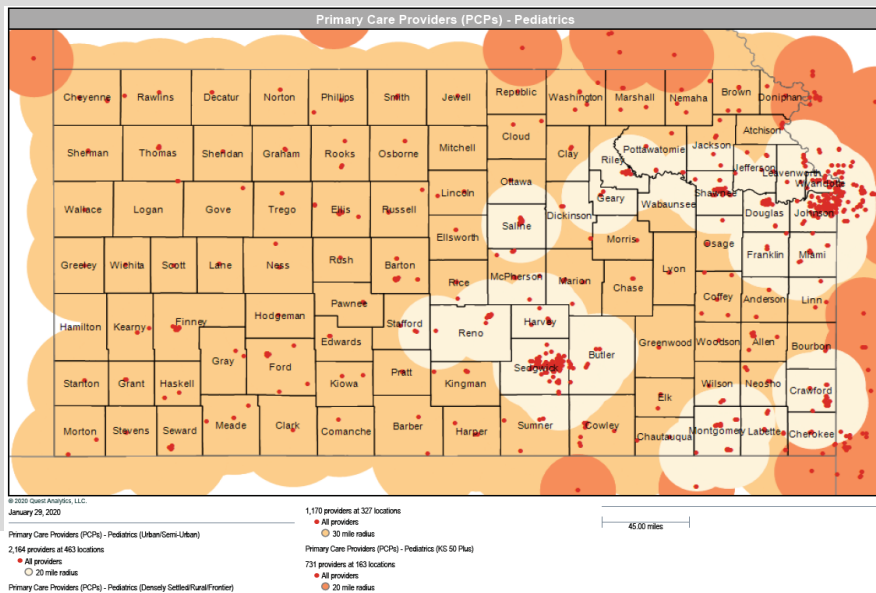 Primary Care Providers (PCPs) - Pediatrics
Cheyenne Rawlins Decatur Norton Phillips Smith Jewell Republic Washington Marshall Nemaha Brown Doniphan
Sherman Thomas Sheridan Graham Rooks Osborne Mitchell Cloud Clay Riley Pottawatomie Jackson Atchison
Jefferson Leavenworth Wyandotte
Wallace Logan Gove Trego Ellis Russell Lincoln Ottawa Saline Dickinson Geary Wabaunsee Shawnee Douglas Johnson
Greeley Wichita Scott Lane Ness Rush Barton Ellsworth Rice McPherson Marion Morris Chase Lyon Osage Franklin Miami
Hamilton Kearny Finney Hodgeman Pawnee Stafford Reno Harvey Coffey Anderson Linn
Gray Ford Edwards Sedgwick Butler Greenwood Woodson Allen Bourbon
Stanton Grant Haskell Kiowa Pratt Kingman Elk Wilson Neosho Crawford
Morton Stevens Seward Meade Clark Comanche Barber Harper Sumner Cowley Chautauqua Montgomery Labette Cherokee
© 2020 Quest Analytics, LLC.
January 29, 2020
Primary Care Providers (PCPs) - Pediatrics (Urban/Semi-Urban)
2,164 providers at 463 locations
All providers
20 mile radius
Primary Care Providers (PCPs) - Pediatrics (Densely Settled/Rural/Frontier)
1,170 providers at 327 locations
All providers
30 mile radius
Primary Care Providers (PCPs) - Pediatrics (KS 50 Plus)
731 providers at 163 locations
All providers
20 mile radius
45.00 miles